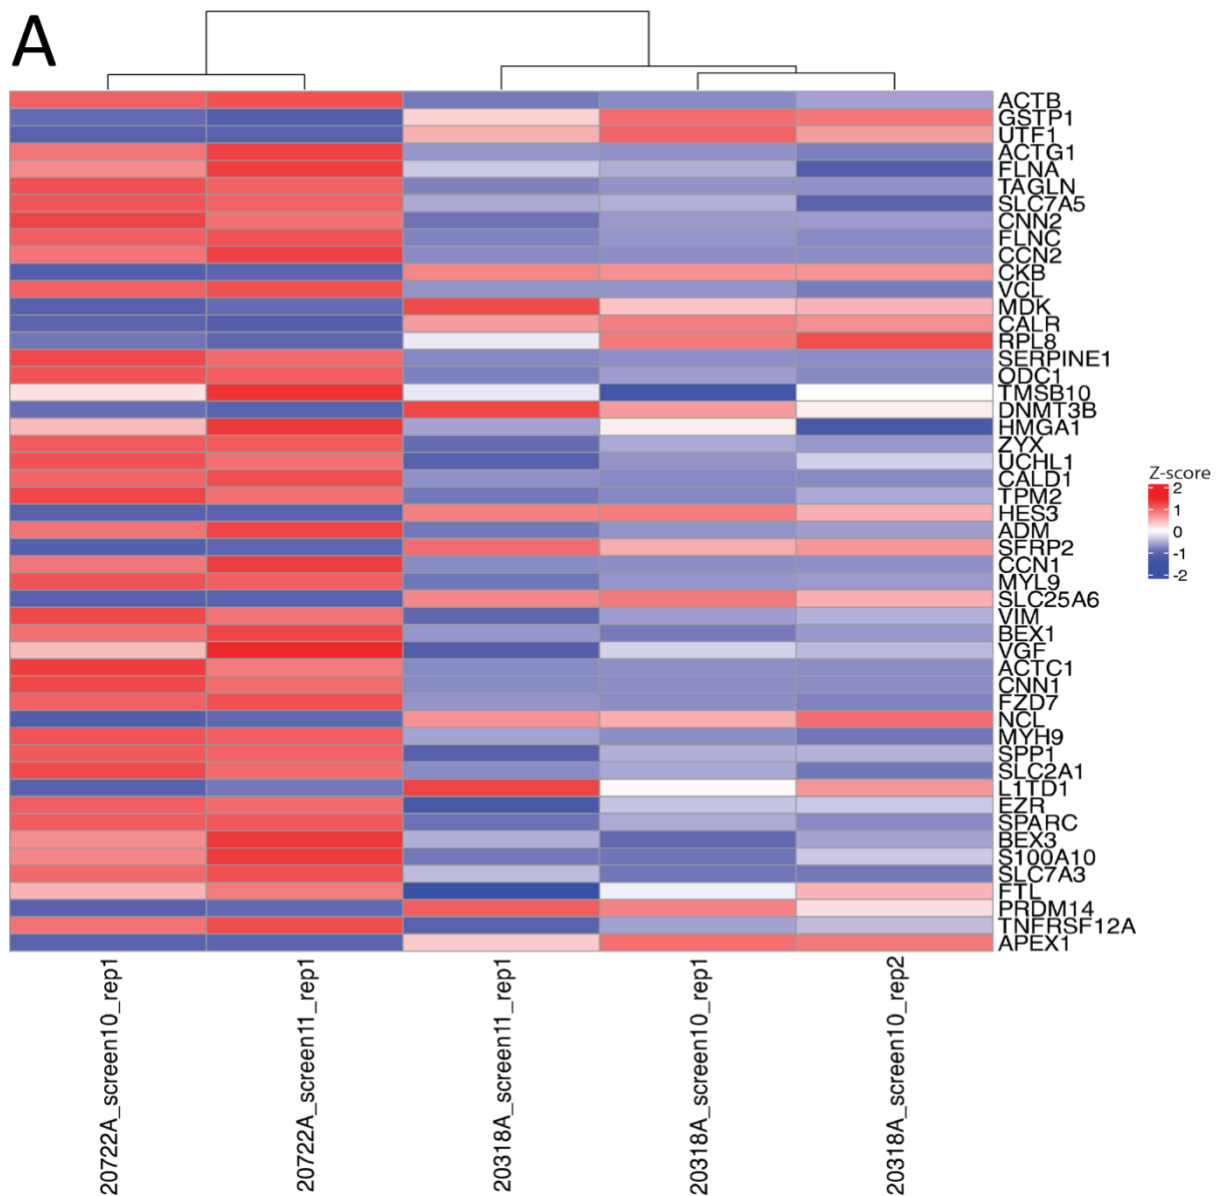 A
ACTB
GSTP1
UTF1
ACTG1
FLNA
TAGLN
SLC7A5
CNN2
FLNC
CCN2
CKB
VCL
MDK
CALR
RPL8
SERPINE1
ODC1
TMSB10
DNMT3B
HMGA1
ZYX
UCHL1
CALD1
TPM2
HES3
ADM
SFRP2
CCN1
MYL9
SLC25A6
VIM
BEX1
VGF
ACTC1
CNN1
FZD7
NCL
MYH9
SPP1
SLC2A1
L1TD1
EZR
SPARC
BEX3
S100A10
SLC7A3
FTL
PRDM14
TNFRSF12A
APEX1
Z-score
2
1
0
-1
-2
20722A_screen10_rep1
20722A_screen11_rep1
20318A_screen11_rep1
20318A_screen10_rep1
20318A_screen10_rep2